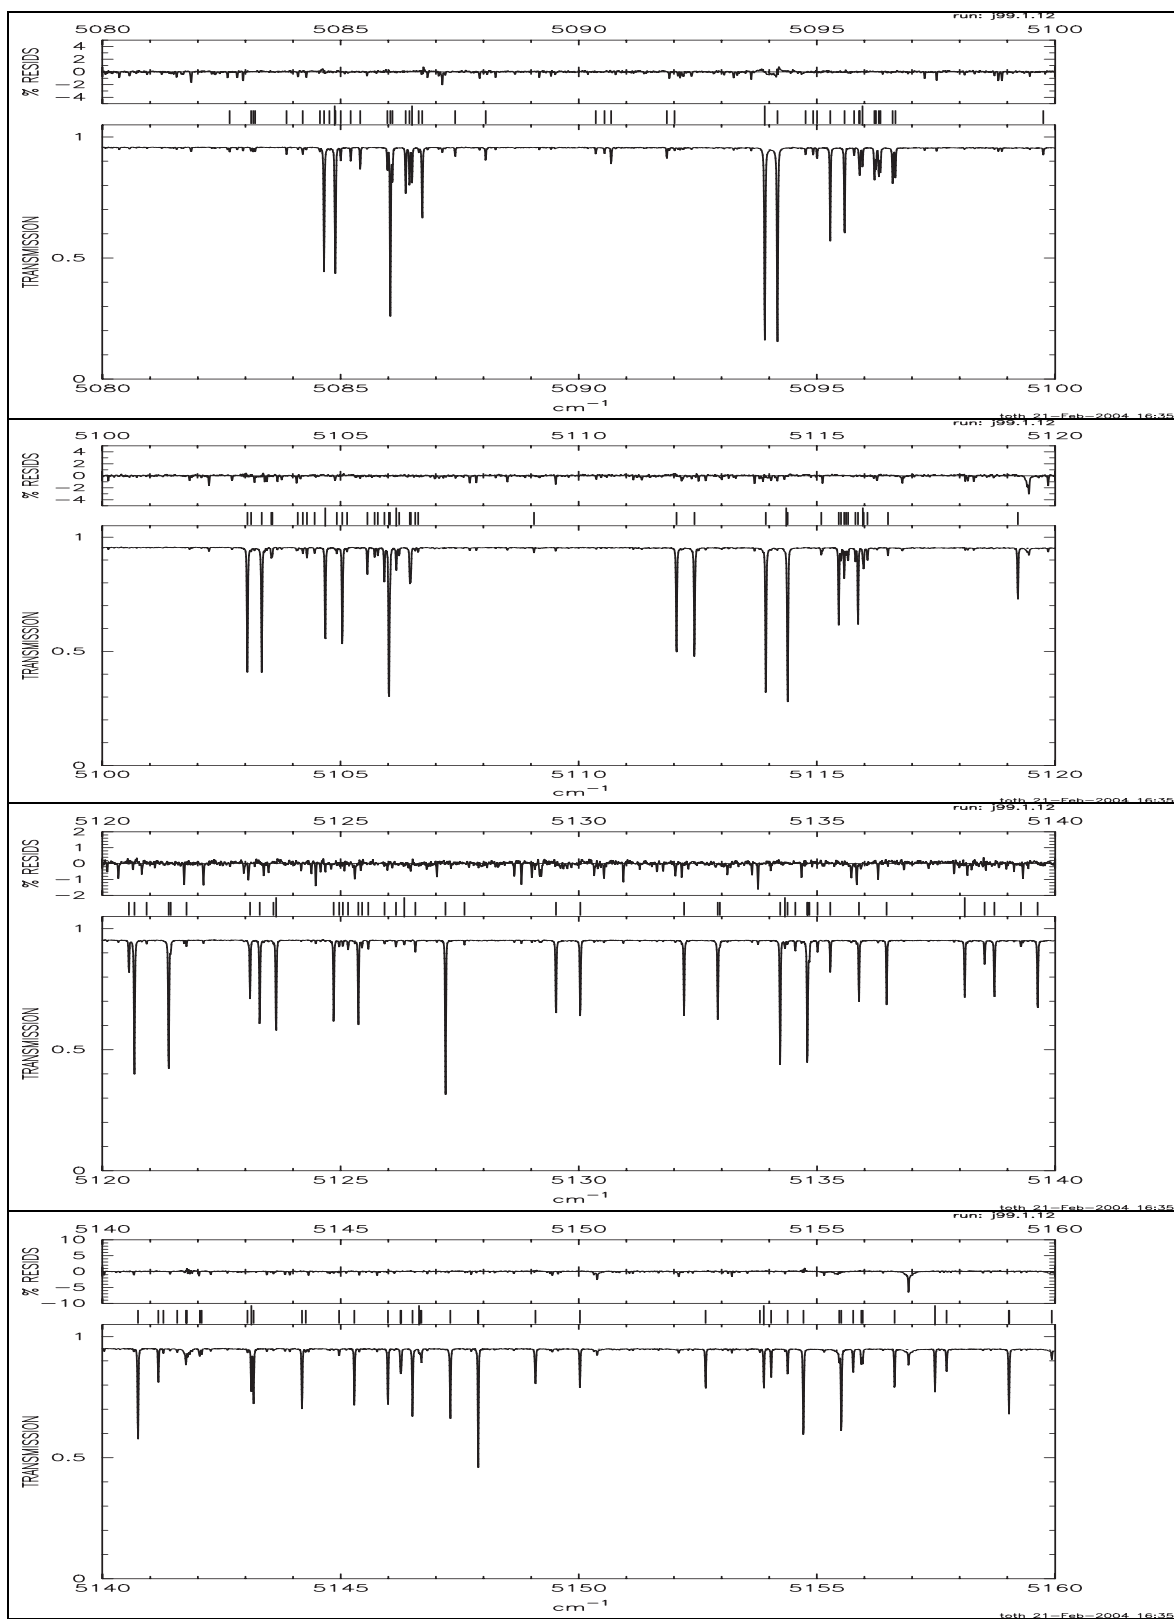 run: j99.1.12
5080 5085 5090 5095 5100
% RESIDS
4
2
0
−2
−4
TRANSMISSION
1
0.5
0
5080 5085 5090 5095 5100
cm−1
toth 21−Feb−2004 16:35
run: j99.1.12
5100 5105 5110 5115 5120
% RESIDS
4
2
0
−2
−4
TRANSMISSION
1
0.5
0
5100 5105 5110 5115 5120
cm−1
toth 21−Feb−2004 16:35
run: j99.1.12
5120 5125 5130 5135 5140
% RESIDS
2
1
0
−1
−2
TRANSMISSION
1
0.5
0
5120 5125 5130 5135 5140
cm−1
toth 21−Feb−2004 16:35
run: j99.1.12
5140 5145 5150 5155 5160
% RESIDS
10
5
0
−5
−10
TRANSMISSION
1
0.5
0
5140 5145 5150 5155 5160
cm−1
toth 21−Feb−2004 16:35